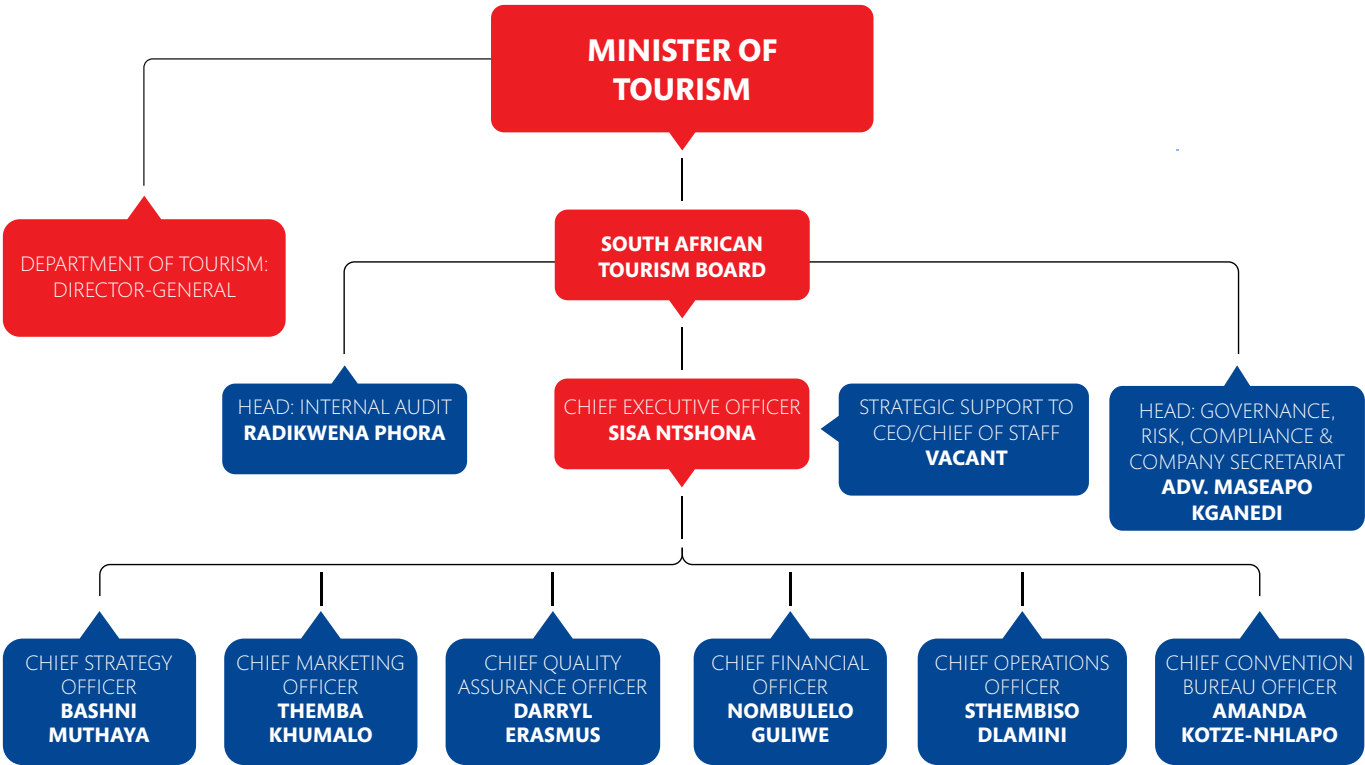 MINISTER OF
TOURISM
DEPARTMENT OF TOURISM:
DIRECTOR-GENERAL
SOUTH AFRICAN
TOURISM BOARD
HEAD: INTERNAL AUDIT
RADIKWENA PHORA
CHIEF EXECUTIVE OFFICER
SISA NTSHONA
STRATEGIC SUPPORT TO
CEO/CHIEF OF STAFF
VACANT
HEAD: GOVERNANCE,
RISK, COMPLIANCE &
COMPANY SECRETARIAT
ADV. MASEAPO
KGANEDI
CHIEF STRATEGY
OFFICER
BASHNI
MUTHAYA
CHIEF MARKETING
OFFICER
THEMBA
KHUMALO
CHIEF QUALITY
ASSURANCE OFFICER
DARRYL
ERASMUS
CHIEF FINANCIAL
OFFICER
NOMBULELO
GULIWE
CHIEF OPERATIONS
OFFICER
STHEMBISO
DLAMINI
CHIEF CONVENTION
BUREAU OFFICER
AMANDA
KOTZE-NHLAPO